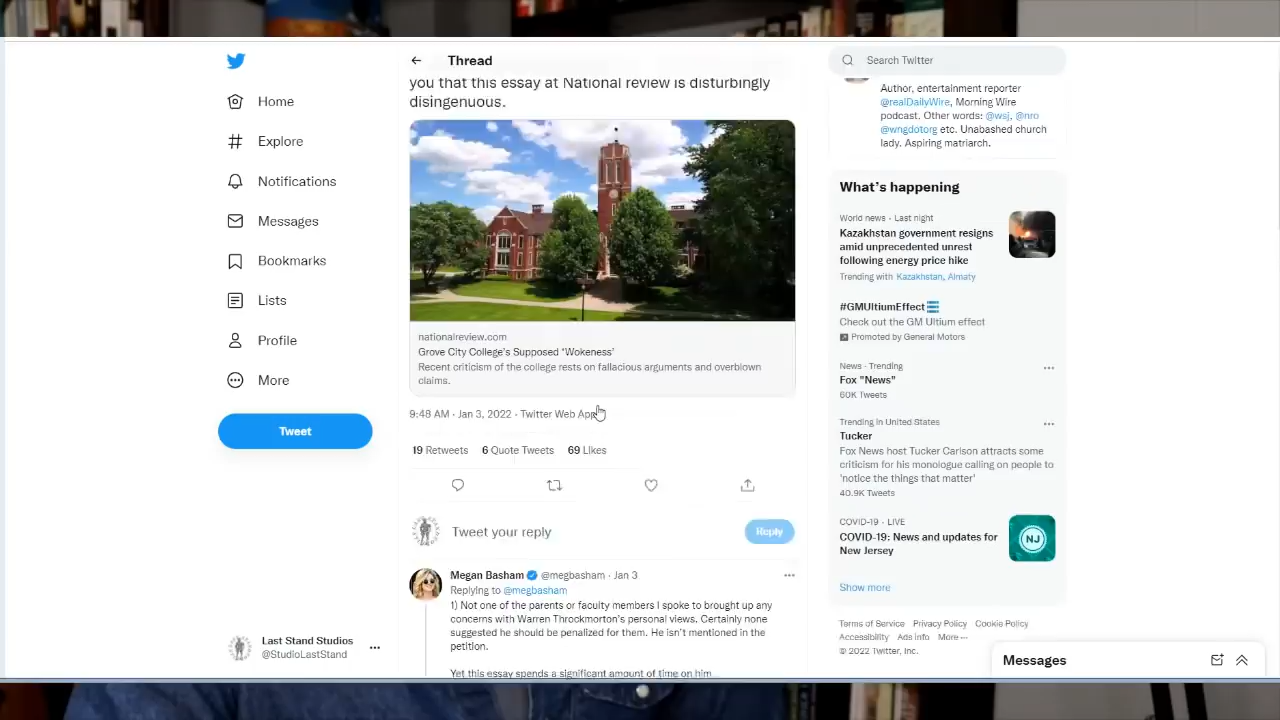 Home
Explore
Notifications
Messages
Bookmarks
Lists
Profile
More
Tweet
Last Stand Studios
@StudioLastStand
Thread
you that this essay at National review is disturbingly
disingenuous.
nationalreview.com
Grove City College's Supposed 'Wokeness'
Recent criticism of the college rests on fallacious arguments and overblown
claims.
9:48 AM · Jan 3, 2022 · Twitter Web App
19 Retweets 6 Quote Tweets 69 Likes
Tweet your reply
Reply
Megan Basham @megbasham · Jan 3
Replying to @megbasham
1) Not one of the parents or faculty members I spoke to brought up any
concerns with Warren Throckmorton's personal views. Certainly none
suggested he should be penalized for them. He isn't mentioned in the
petition.
Yet this essay spends a significant amount of time on him...
Search Twitter
Author, entertainment reporter
@realDailyWire, Morning Wire
podcast. Other words: @wsj, @nro
@wngdotorg etc. Unabashed church
lady. Aspiring matriarch.
What's happening
World news · Last night
Kazakhstan government resigns
amid unprecedented unrest
following energy price hike
Trending with Kazakhstan, Almaty
#GMUltiumEffect
Check out the GM Ultium effect
Promoted by General Motors
News · Trending
Fox "News"
60K Tweets
Trending in United States
Tucker
Fox News host Tucker Carlson attracts some
criticism for his monologue calling on people to
'notice the things that matter'
40.9K Tweets
COVID-19 · LIVE
COVID-19: News and updates for
New Jersey
NJ
Show more
Terms of Service Privacy Policy Cookie Policy
Accessibility Ads info More ···
© 2022 Twitter, Inc.
Messages